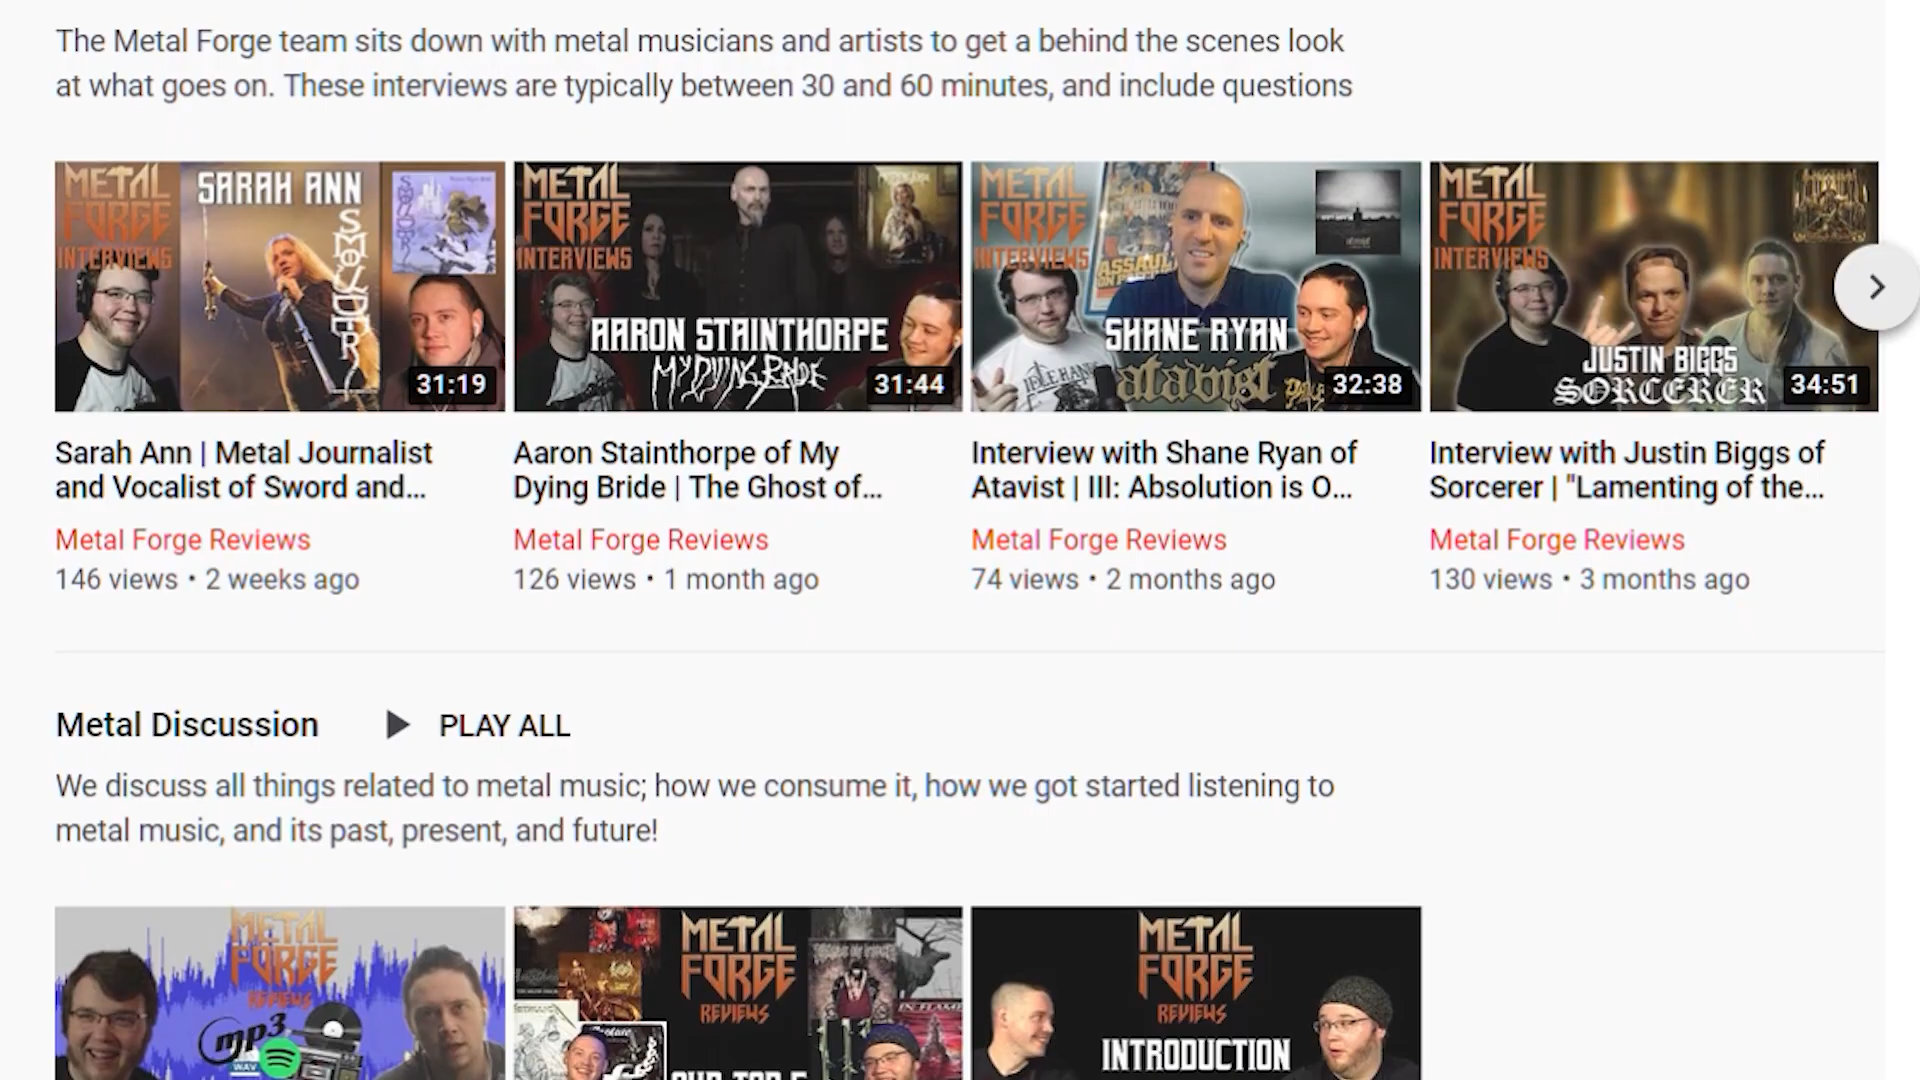 The Metal Forge team sits down with metal musicians and artists to get a behind the scenes look
at what goes on. These interviews are typically between 30 and 60 minutes, and include questions
METAL
FORGE
INTERVIEWS
SARAH ANN
SMOULDER
31:19
METAL
FORGE
INTERVIEWS
AARON STAINTHORPE
MY DYING BRIDE
31:44
METAL
FORGE
INTERVIEWS
SHANE RYAN
atavist
32:38
METAL
FORGE
INTERVIEWS
JUSTIN BIGGS
SORCERER
34:51
Sarah Ann | Metal Journalist
and Vocalist of Sword and...
Metal Forge Reviews
146 views • 2 weeks ago
Aaron Stainthorpe of My
Dying Bride | The Ghost of...
Metal Forge Reviews
126 views • 1 month ago
Interview with Shane Ryan of
Atavist | III: Absolution is O...
Metal Forge Reviews
74 views • 2 months ago
Interview with Justin Biggs of
Sorcerer | "Lamenting of the...
Metal Forge Reviews
130 views • 3 months ago
Metal Discussion
PLAY ALL
We discuss all things related to metal music; how we consume it, how we got started listening to
metal music, and its past, present, and future!
METAL
FORGE
REVIEWS
mp3
WAV
METAL
FORGE
REVIEWS
OUR TOP 5
METAL
FORGE
REVIEWS
INTRODUCTION